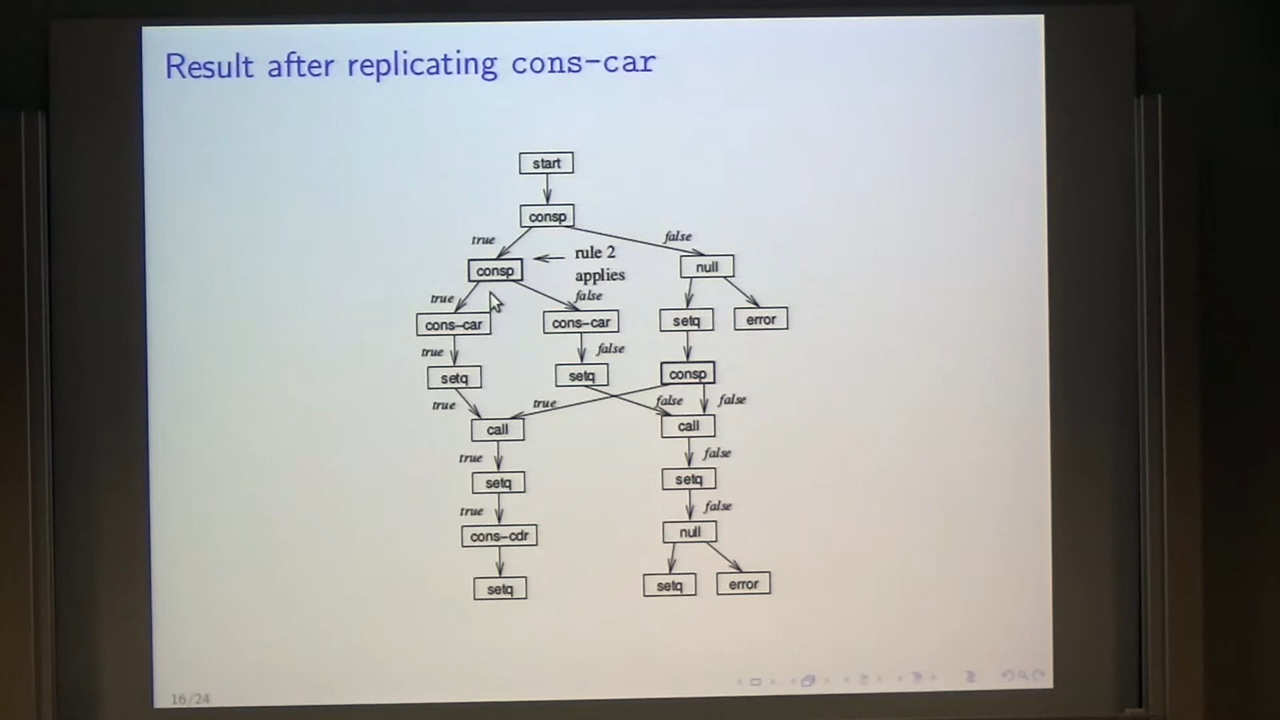 Result after replicating cons-car
start
consp
true
false
rule 2
applies
consp
null
true
false
cons-car
cons-car
setq
error
true
false
setq
setq
consp
true
true
false
false
call
call
true
false
setq
setq
true
false
cons-cdr
null
setq
setq
error
16/24